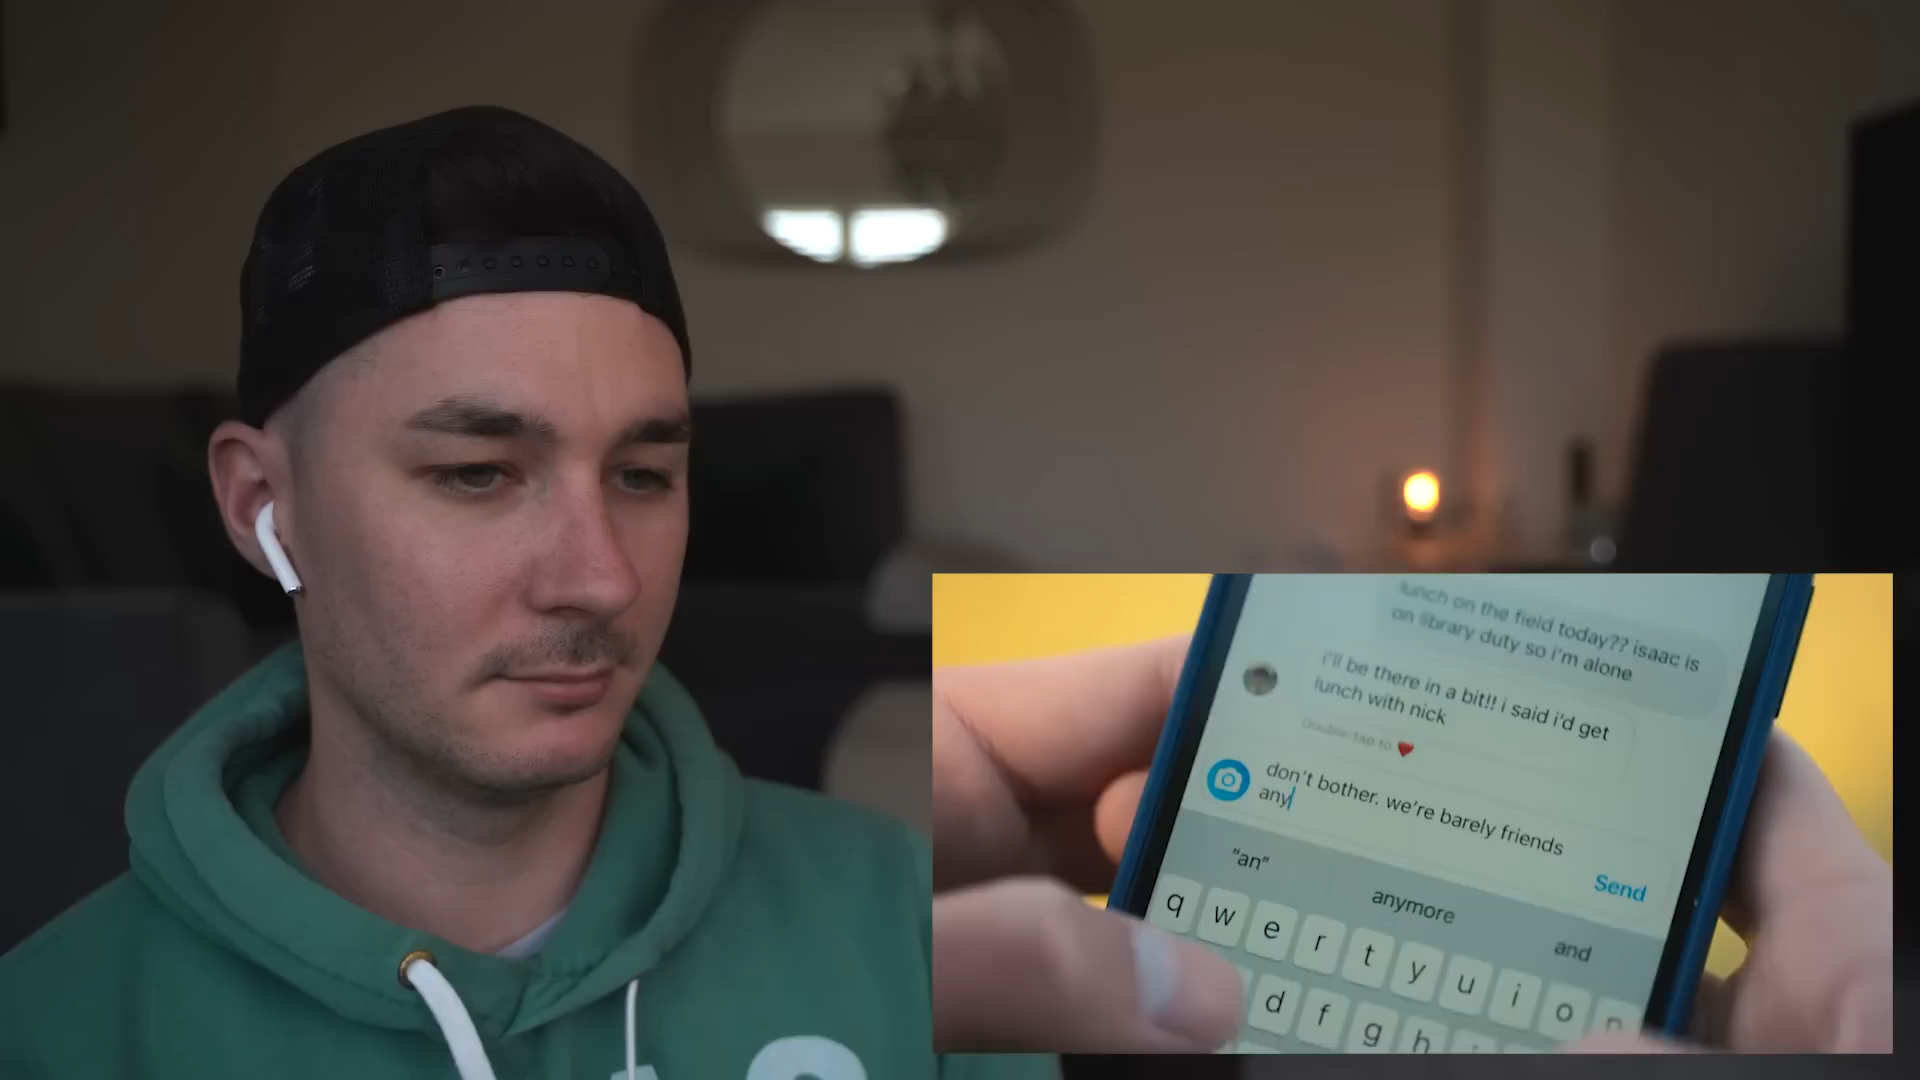 lunch on the field today?? isaac is
on library duty so i'm alone
i'll be there in a bit!! i said i'd get
lunch with nick
Double-tap to ❤️
don't bother. we're barely friends
any
Send
"an" anymore and
q w e r t y u i o p
d f g h